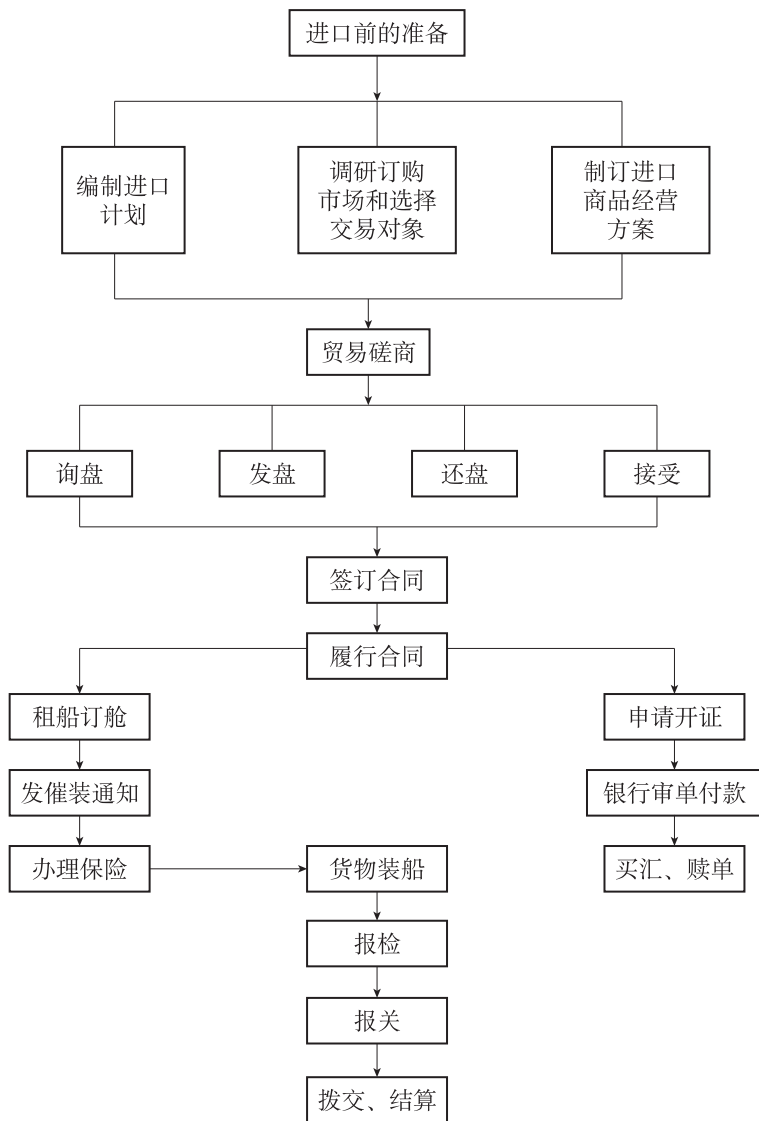 进口前的准备
编制进口
计划
调研订购
市场和选择
交易对象
制订进口
商品经营
方案
贸易磋商
询盘
发盘
还盘
接受
签订合同
履行合同
租船订舱
申请开证
发催装通知
银行审单付款
办理保险
货物装船
买汇、赎单
报检
报关
拨交、结算